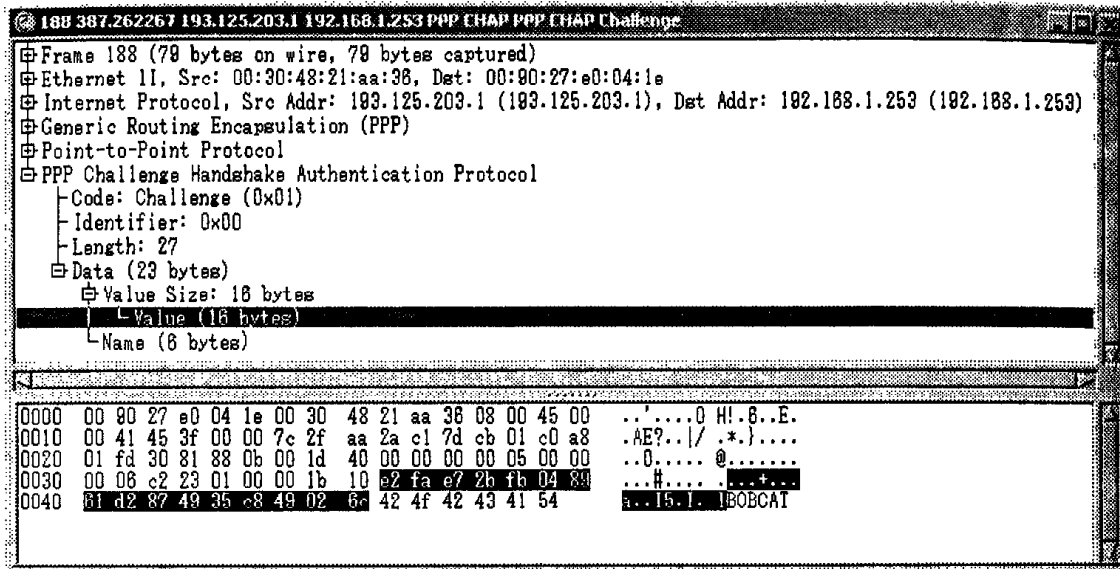 188 387.262267 193.125.203.1 192.168.1.253 PPP CHAP PPP CHAP Challenge
Frame 188 (79 bytes on wire, 79 bytes captured)
Ethernet II, Src: 00:30:48:21:aa:36, Dst: 00:90:27:e0:04:1e
Internet Protocol, Src Addr: 193.125.203.1 (193.125.203.1), Dst Addr: 192.168.1.253 (192.168.1.253)
Generic Routing Encapsulation (PPP)
Point-to-Point Protocol
PPP Challenge Handshake Authentication Protocol
Code: Challenge (0x01)
Identifier: 0x00
Length: 27
Data (23 bytes)
Value Size: 16 bytes
Value (16 bytes)
Name (6 bytes)
0000 00 90 27 e0 04 1e 00 30 48 21 aa 36 08 00 45 00 ..'....0 H!.6..E.
0010 00 41 45 3f 00 00 7c 2f aa 2a c1 7d cb 01 c0 a8 .AE?..|/ .*.}....
0020 01 fd 30 81 88 0b 00 1d 40 00 00 00 00 05 00 00 ..0..... @.......
0030 00 06 c2 23 01 00 00 1b 10 e2 fa e7 2b fb 04 89 ...#.... ....+...
0040 61 d2 87 49 35 c8 49 02 6c 42 4f 42 43 41 54 a..I5.I. lBOBCAT